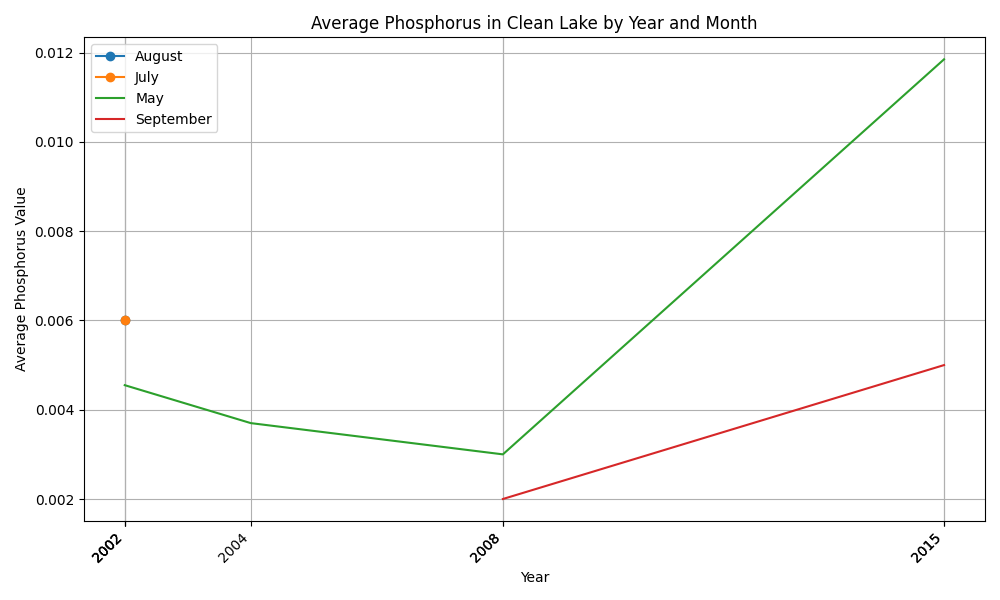 Average Phosphorus in Clean Lake by Year and Month
August
July
May
September
Average Phosphorus Value
0.012
0.010
0.008
0.006
0.004
0.002
2002
2004
2008
2015
Year